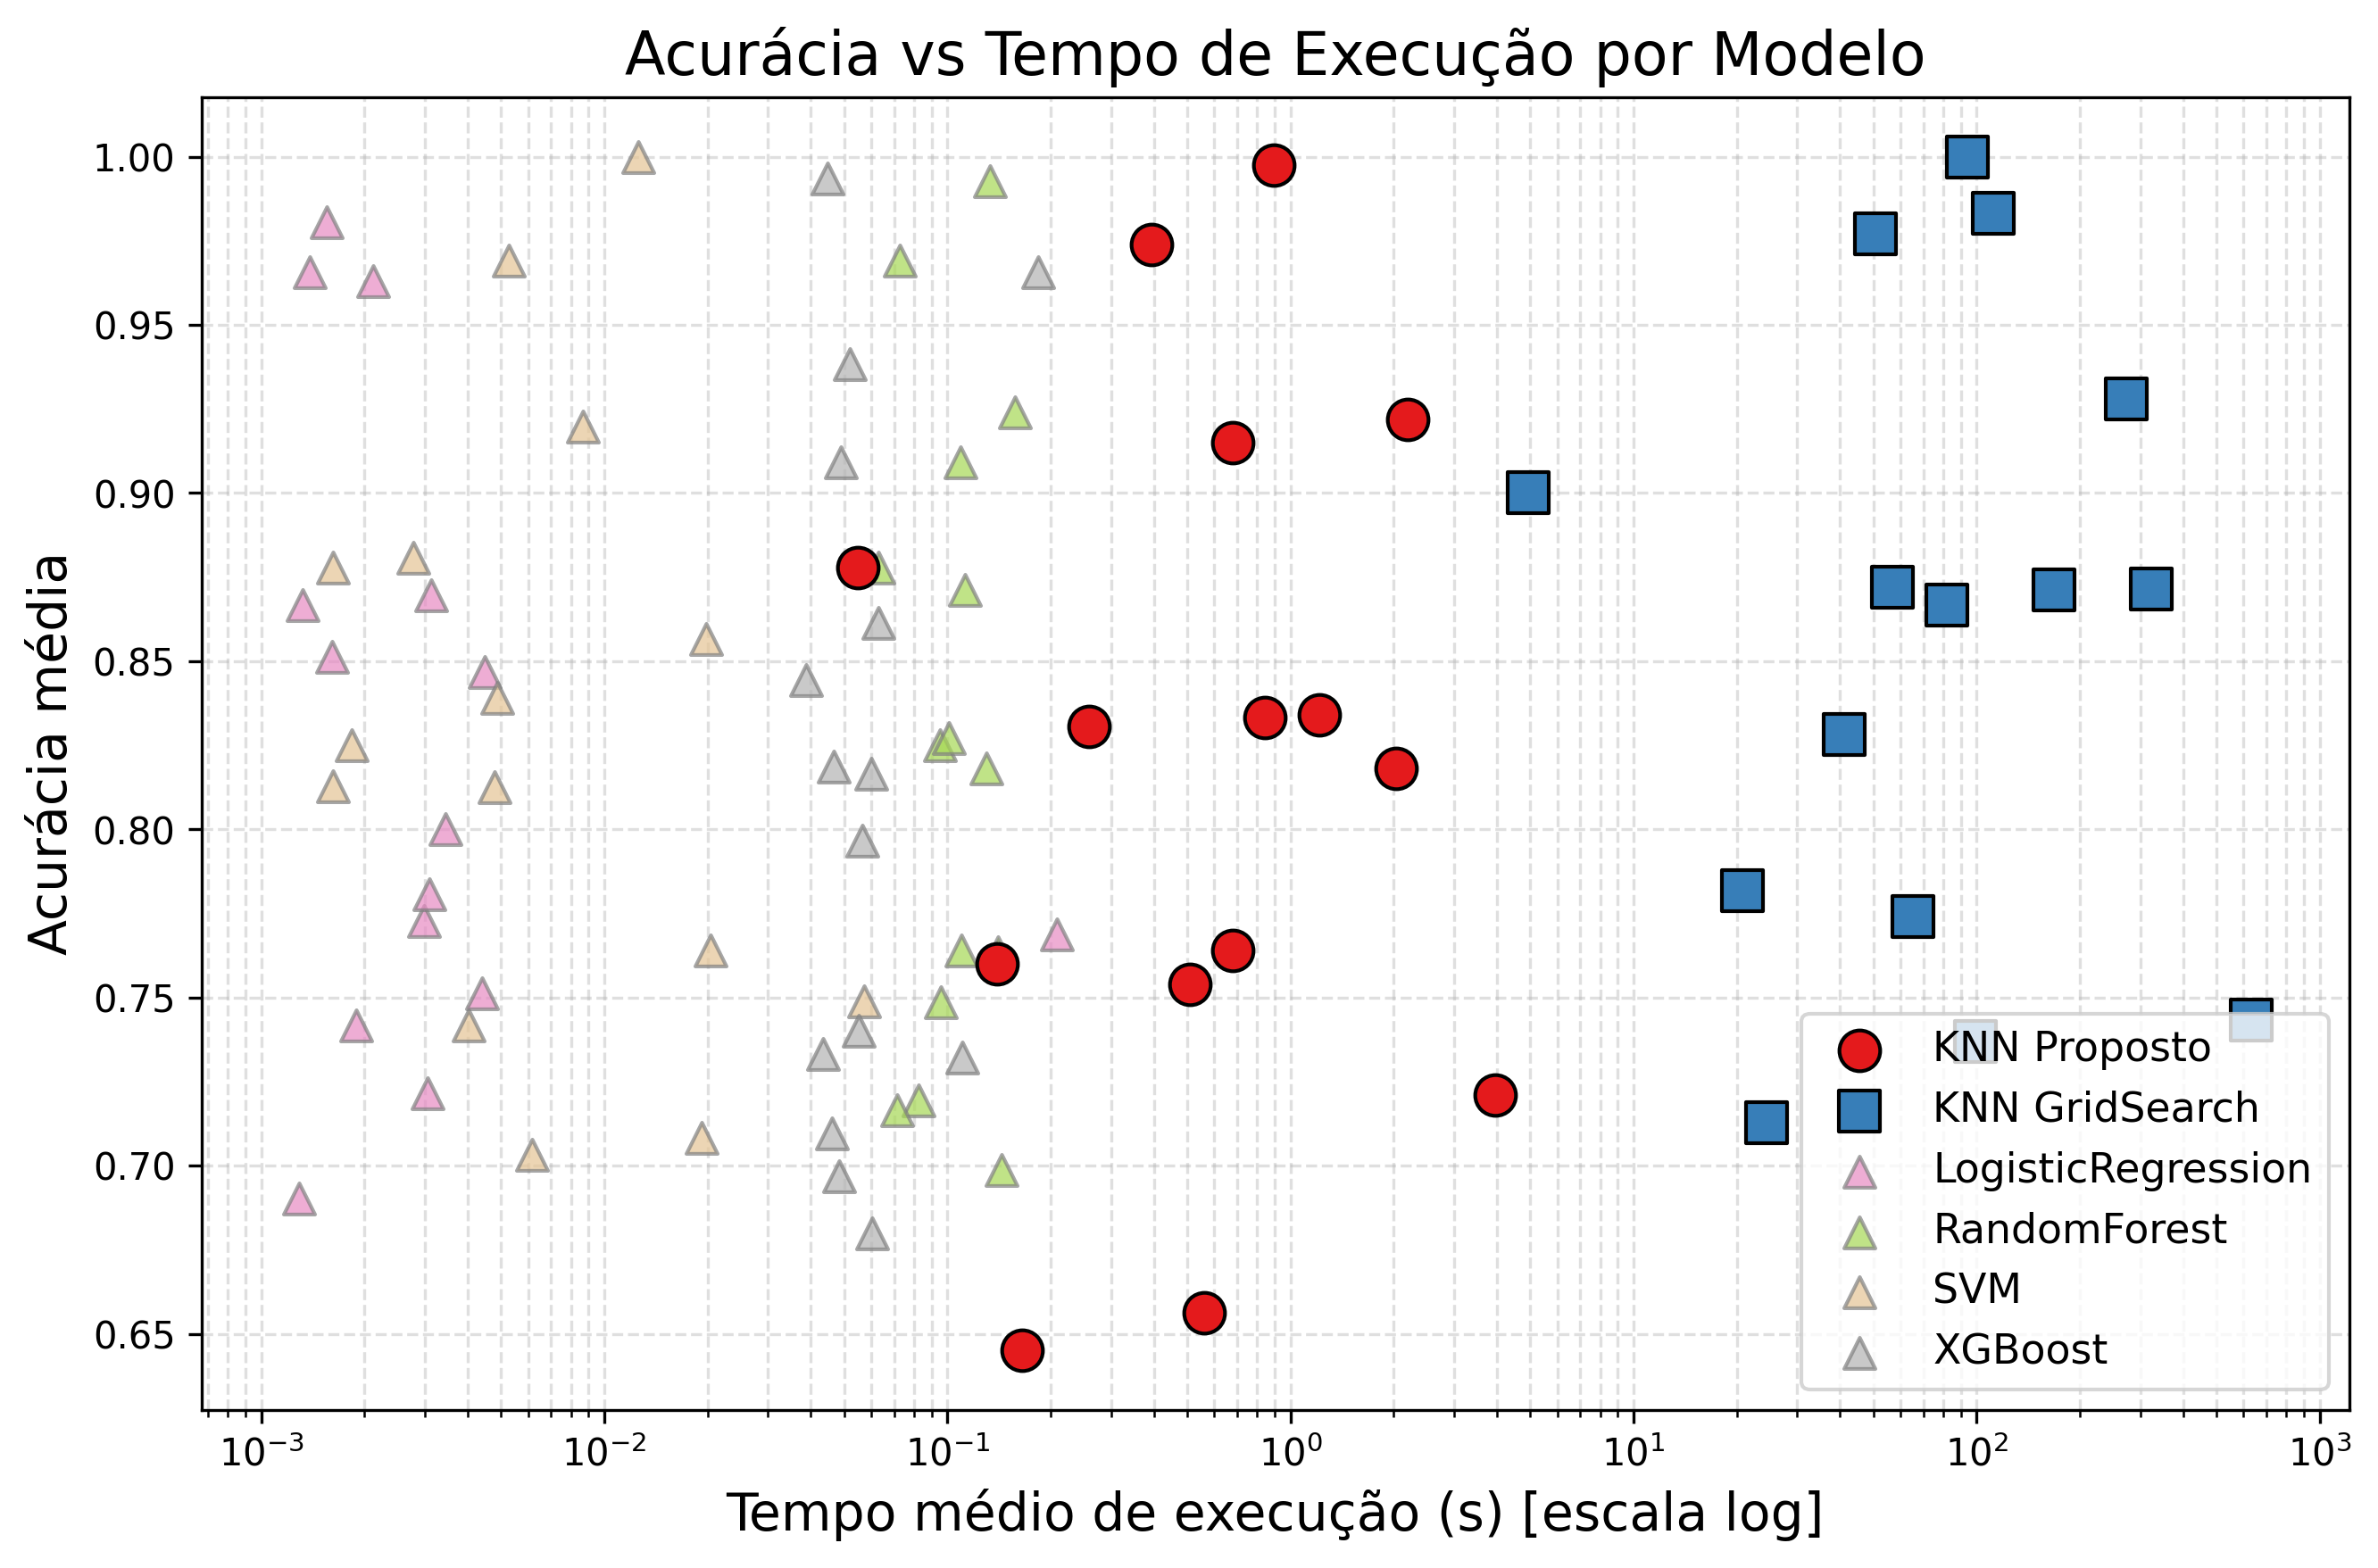 Acurácia vs Tempo de Execução por Modelo
Acurácia média
1.00
0.95
0.90
0.85
0.80
0.75
0.70
0.65
KNN Proposto
KNN GridSearch
LogisticRegression
RandomForest
SVM
XGBoost
10⁻³ 10⁻² 10⁻¹ 10⁰ 10¹ 10² 10³
Tempo médio de execução (s) [escala log]